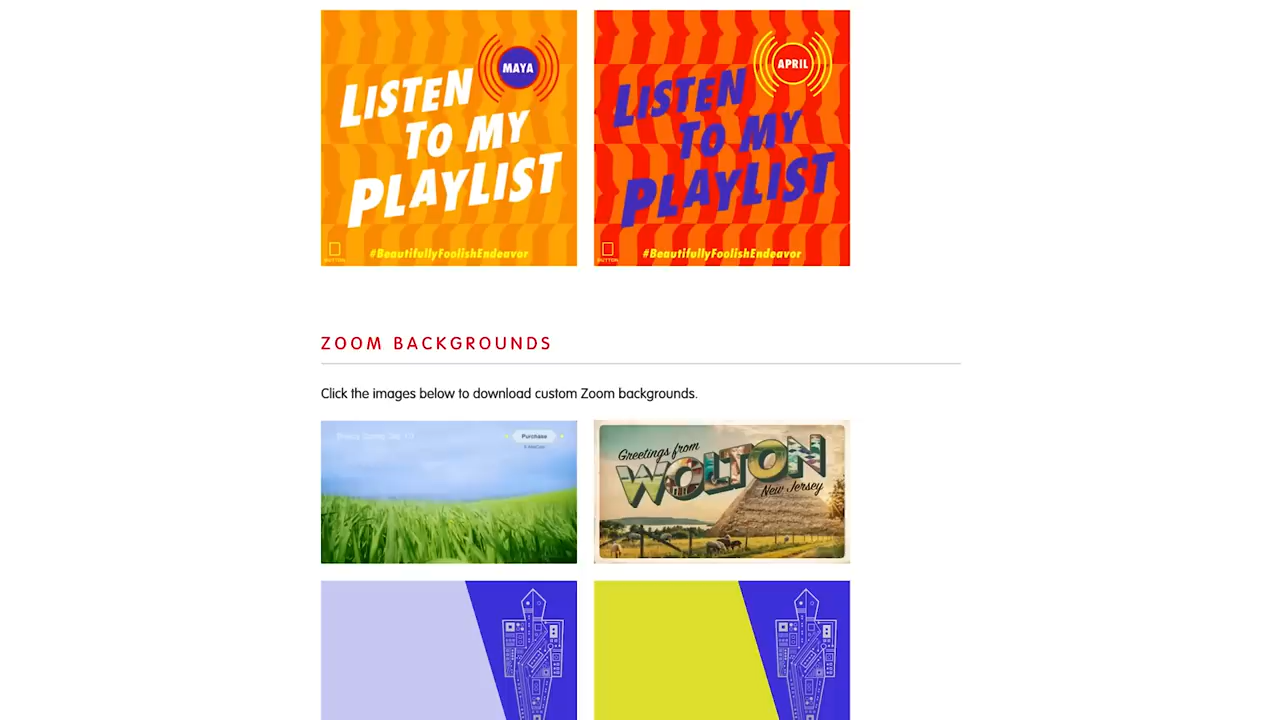 MAYA
LISTEN
TO MY
PLAYLIST
#BeautifullyFoolishEndeavor
APRIL
LISTEN
TO MY
PLAYLIST
#BeautifullyFoolishEndeavor
ZOOM BACKGROUNDS
Click the images below to download custom Zoom backgrounds.
Purchase
Greetings from
WOLTON
New Jersey